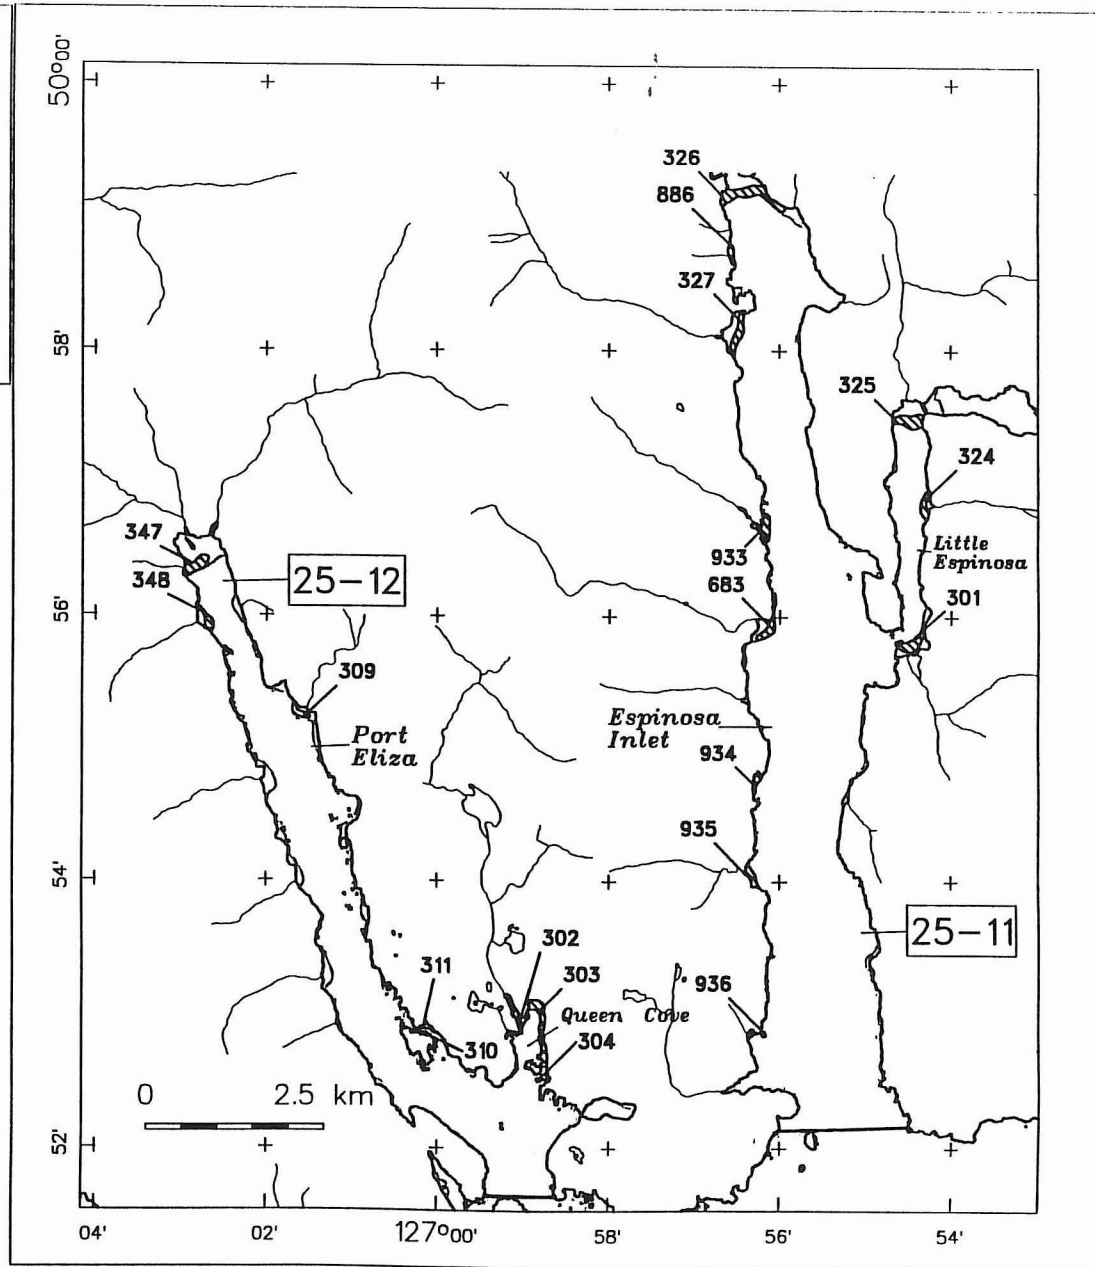 50°00'
326
886
327
58'
325
324
347
933
Little
Espinosa
25-12
348
683
56'
301
309
Port
Eliza
Espinosa
Inlet
934
935
54'
25-11
302
311
303
936
Queen Cove
310
304
0 2.5 km
52'
04' 02' 127°00' 58' 56' 54'